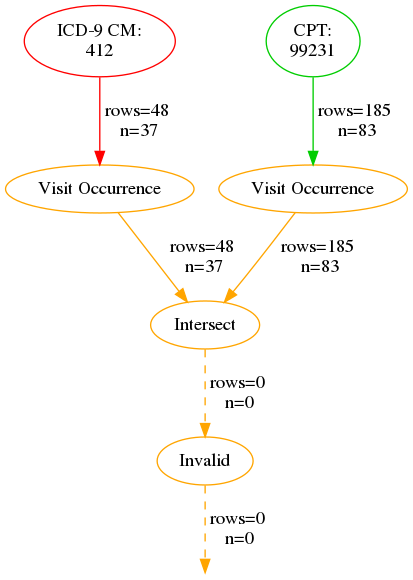 ICD-9 CM:
412
CPT:
99231
rows=48
n=37
rows=185
n=83
Visit Occurrence
Visit Occurrence
rows=48
n=37
rows=185
n=83
Intersect
rows=0
n=0
Invalid
rows=0
n=0